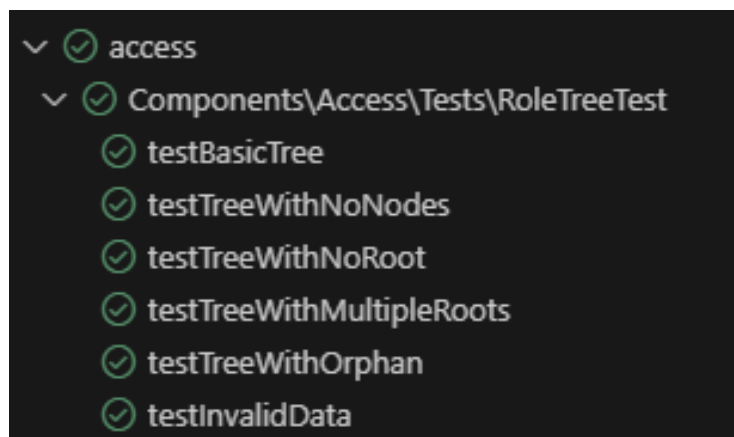 access
Components\Access\Tests\RoleTreeTest
testBasicTree
testTreeWithNoNodes
testTreeWithNoRoot
testTreeWithMultipleRoots
testTreeWithOrphan
testInvalidData